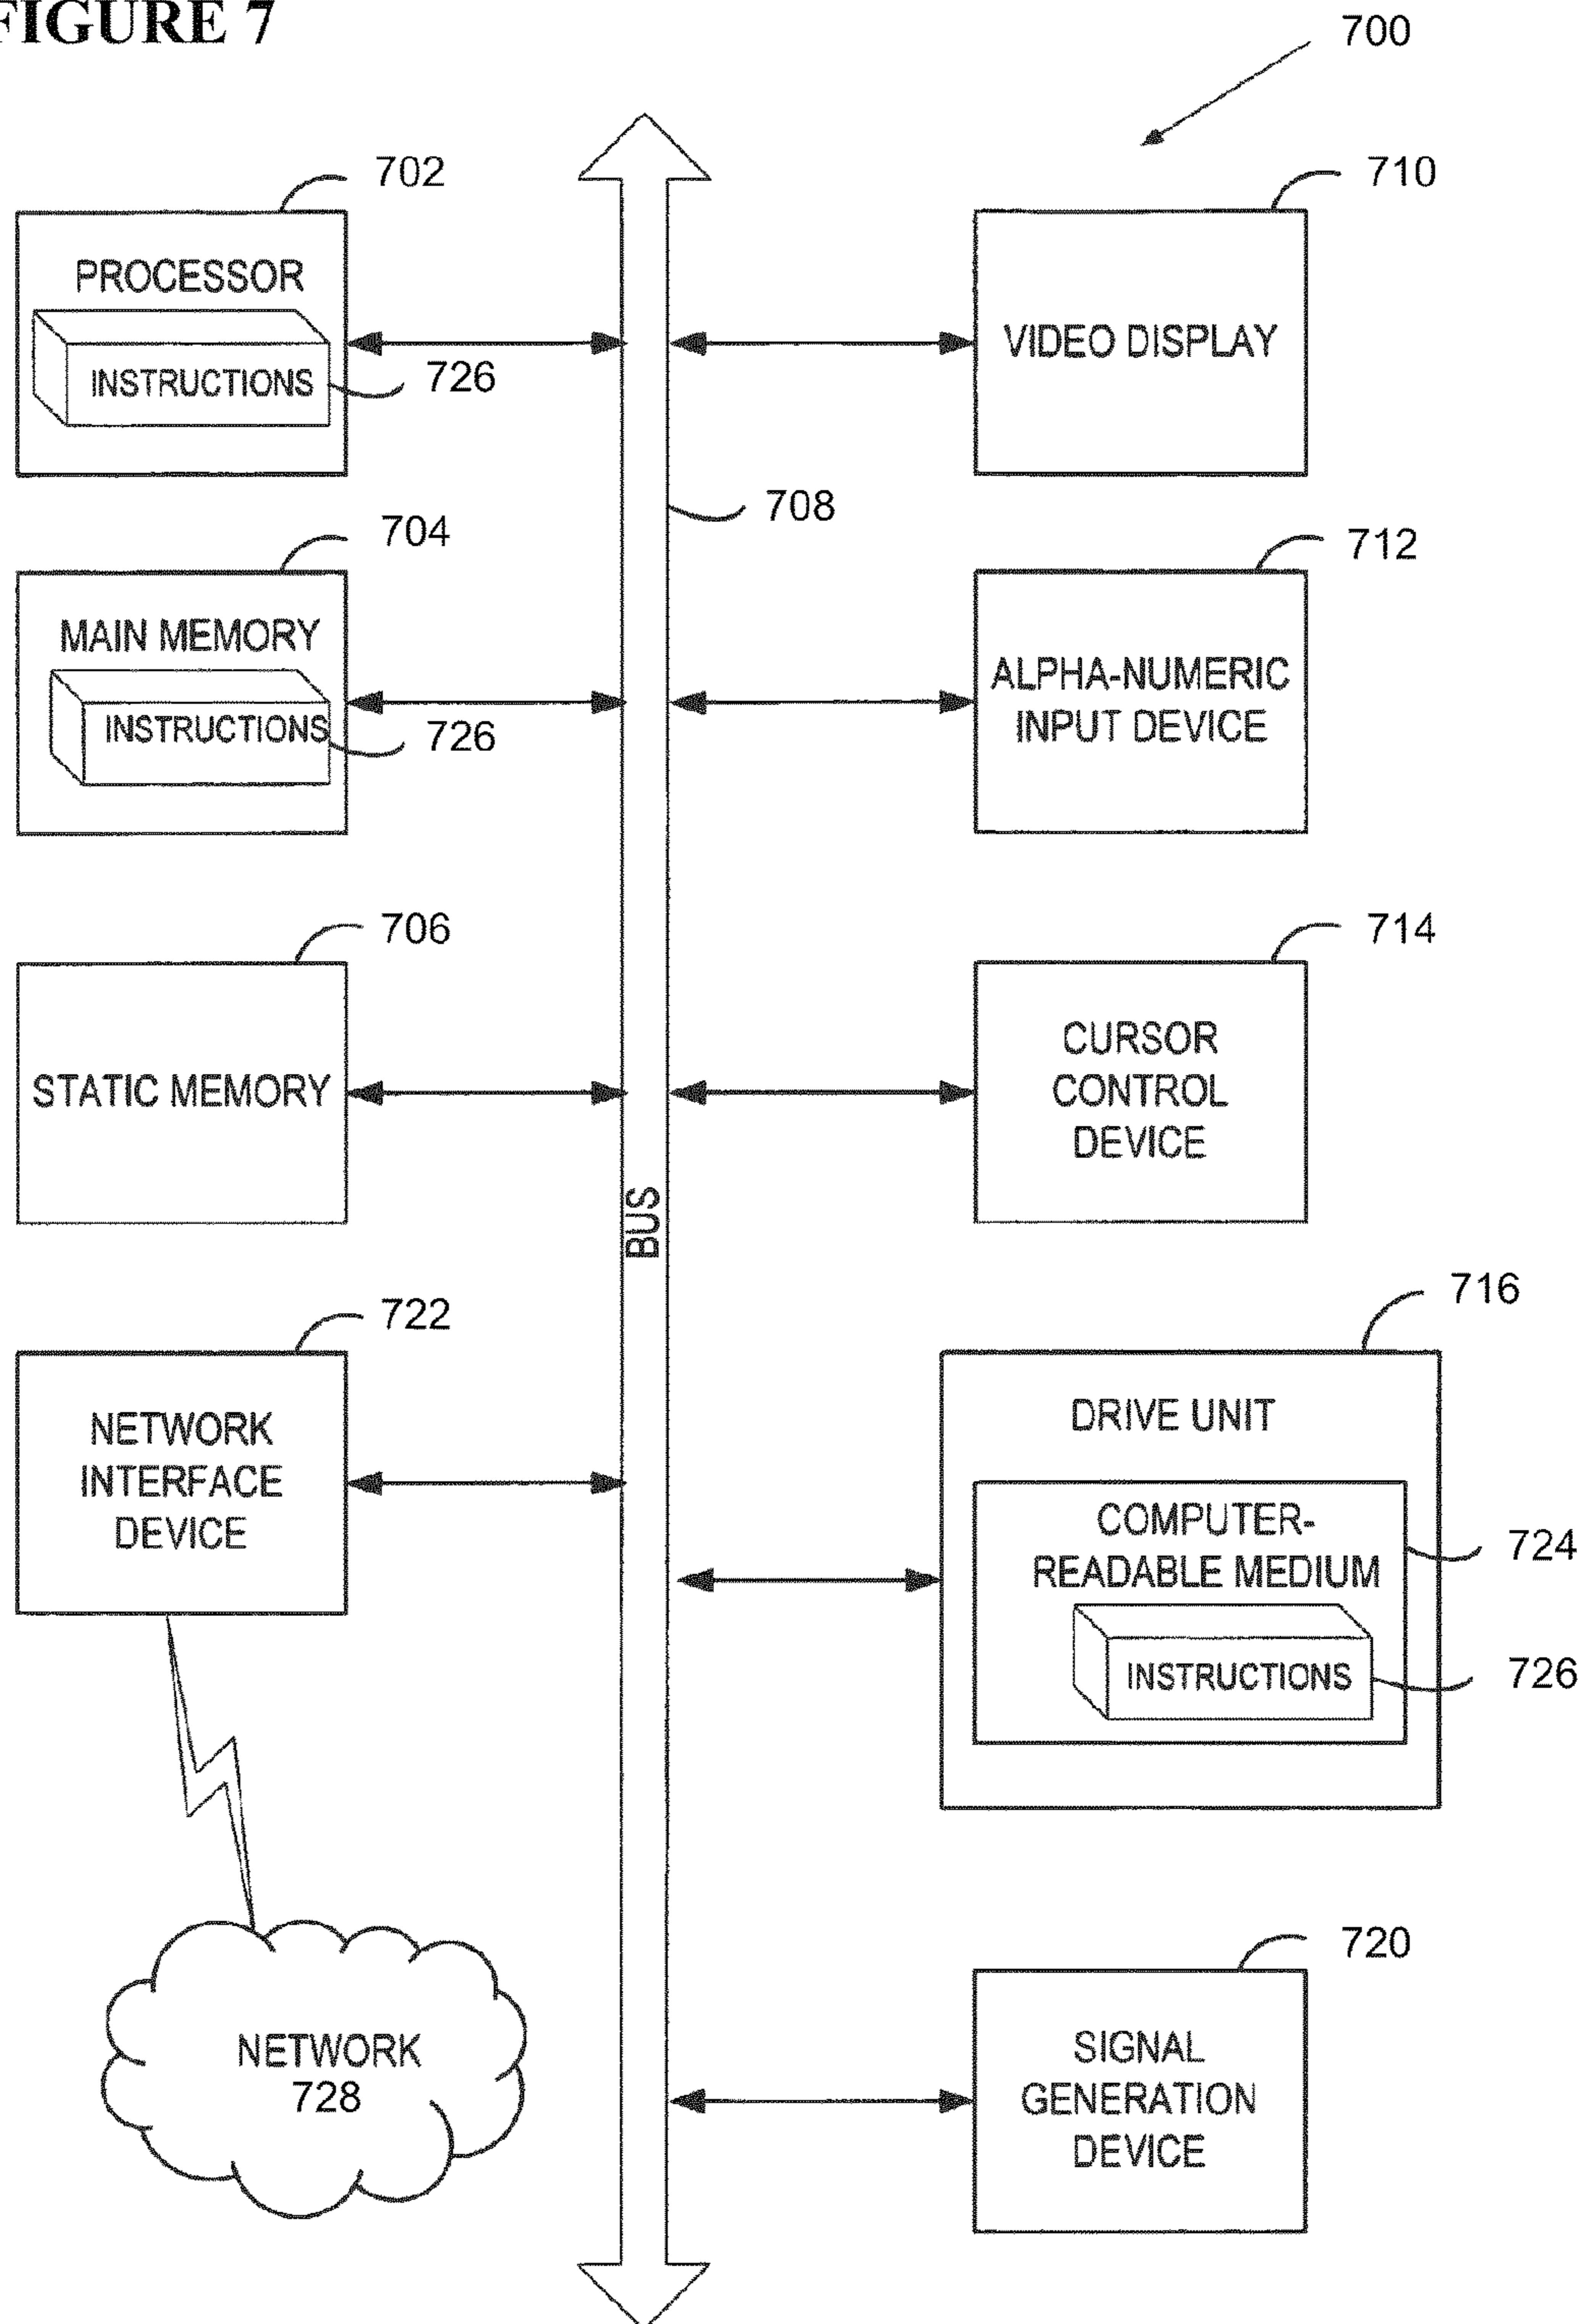 FIGURE 7
700
702
PROCESSOR
INSTRUCTIONS
726
710
VIDEO DISPLAY
708
704
MAIN MEMORY
INSTRUCTIONS
726
712
ALPHA-NUMERIC
INPUT DEVICE
706
STATIC MEMORY
714
CURSOR
CONTROL
DEVICE
BUS
722
NETWORK
INTERFACE
DEVICE
716
DRIVE UNIT
COMPUTER-
READABLE MEDIUM
724
INSTRUCTIONS
726
NETWORK
728
720
SIGNAL
GENERATION
DEVICE